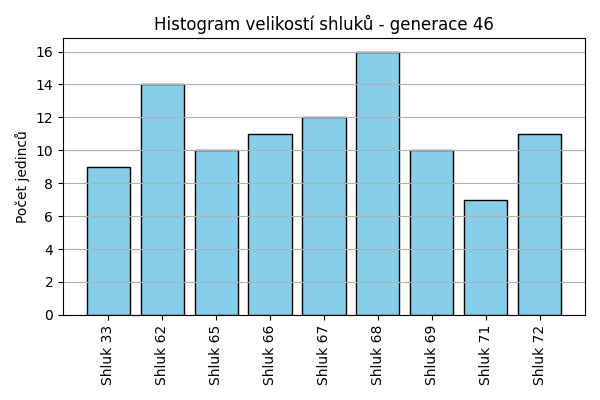 Histogram velikostí shluků - generace 46
Počet jedinců
16
14
12
10
8
6
4
2
0
Shluk 33
Shluk 62
Shluk 65
Shluk 66
Shluk 67
Shluk 68
Shluk 69
Shluk 71
Shluk 72